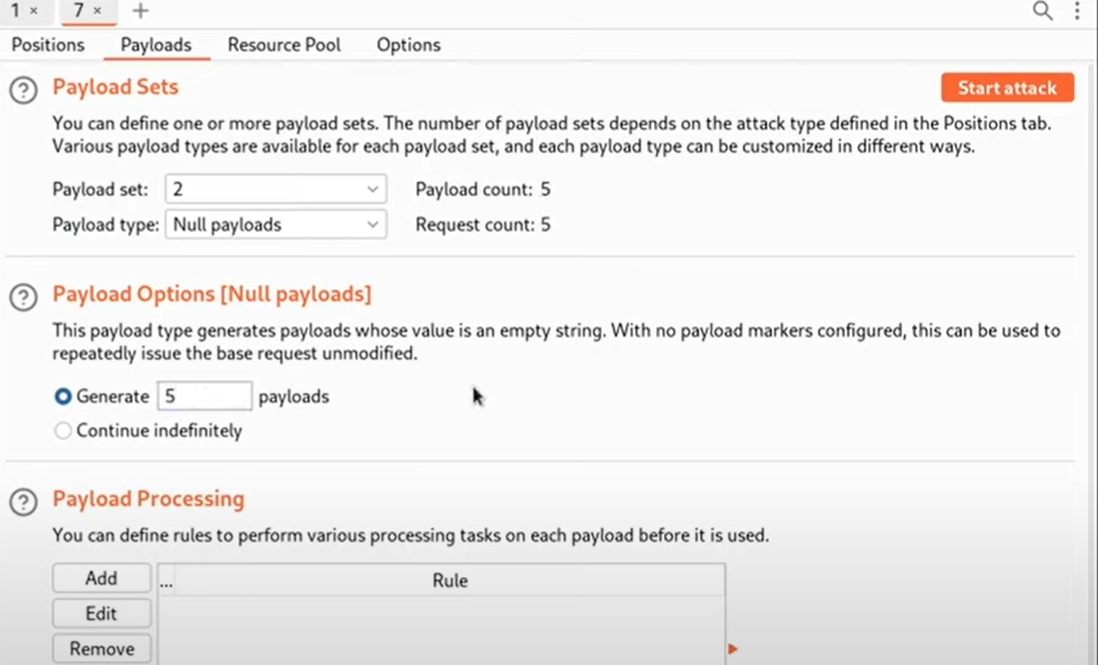 1 × 7 × +
Positions Payloads Resource Pool Options
? Payload Sets Start attack
You can define one or more payload sets. The number of payload sets depends on the attack type defined in the Positions tab.
Various payload types are available for each payload set, and each payload type can be customized in different ways.
Payload set: 2 Payload count: 5
Payload type: Null payloads Request count: 5
? Payload Options [Null payloads]
This payload type generates payloads whose value is an empty string. With no payload markers configured, this can be used to
repeatedly issue the base request unmodified.
Generate 5 payloads
Continue indefinitely
? Payload Processing
You can define rules to perform various processing tasks on each payload before it is used.
Add ... Rule
Edit
Remove